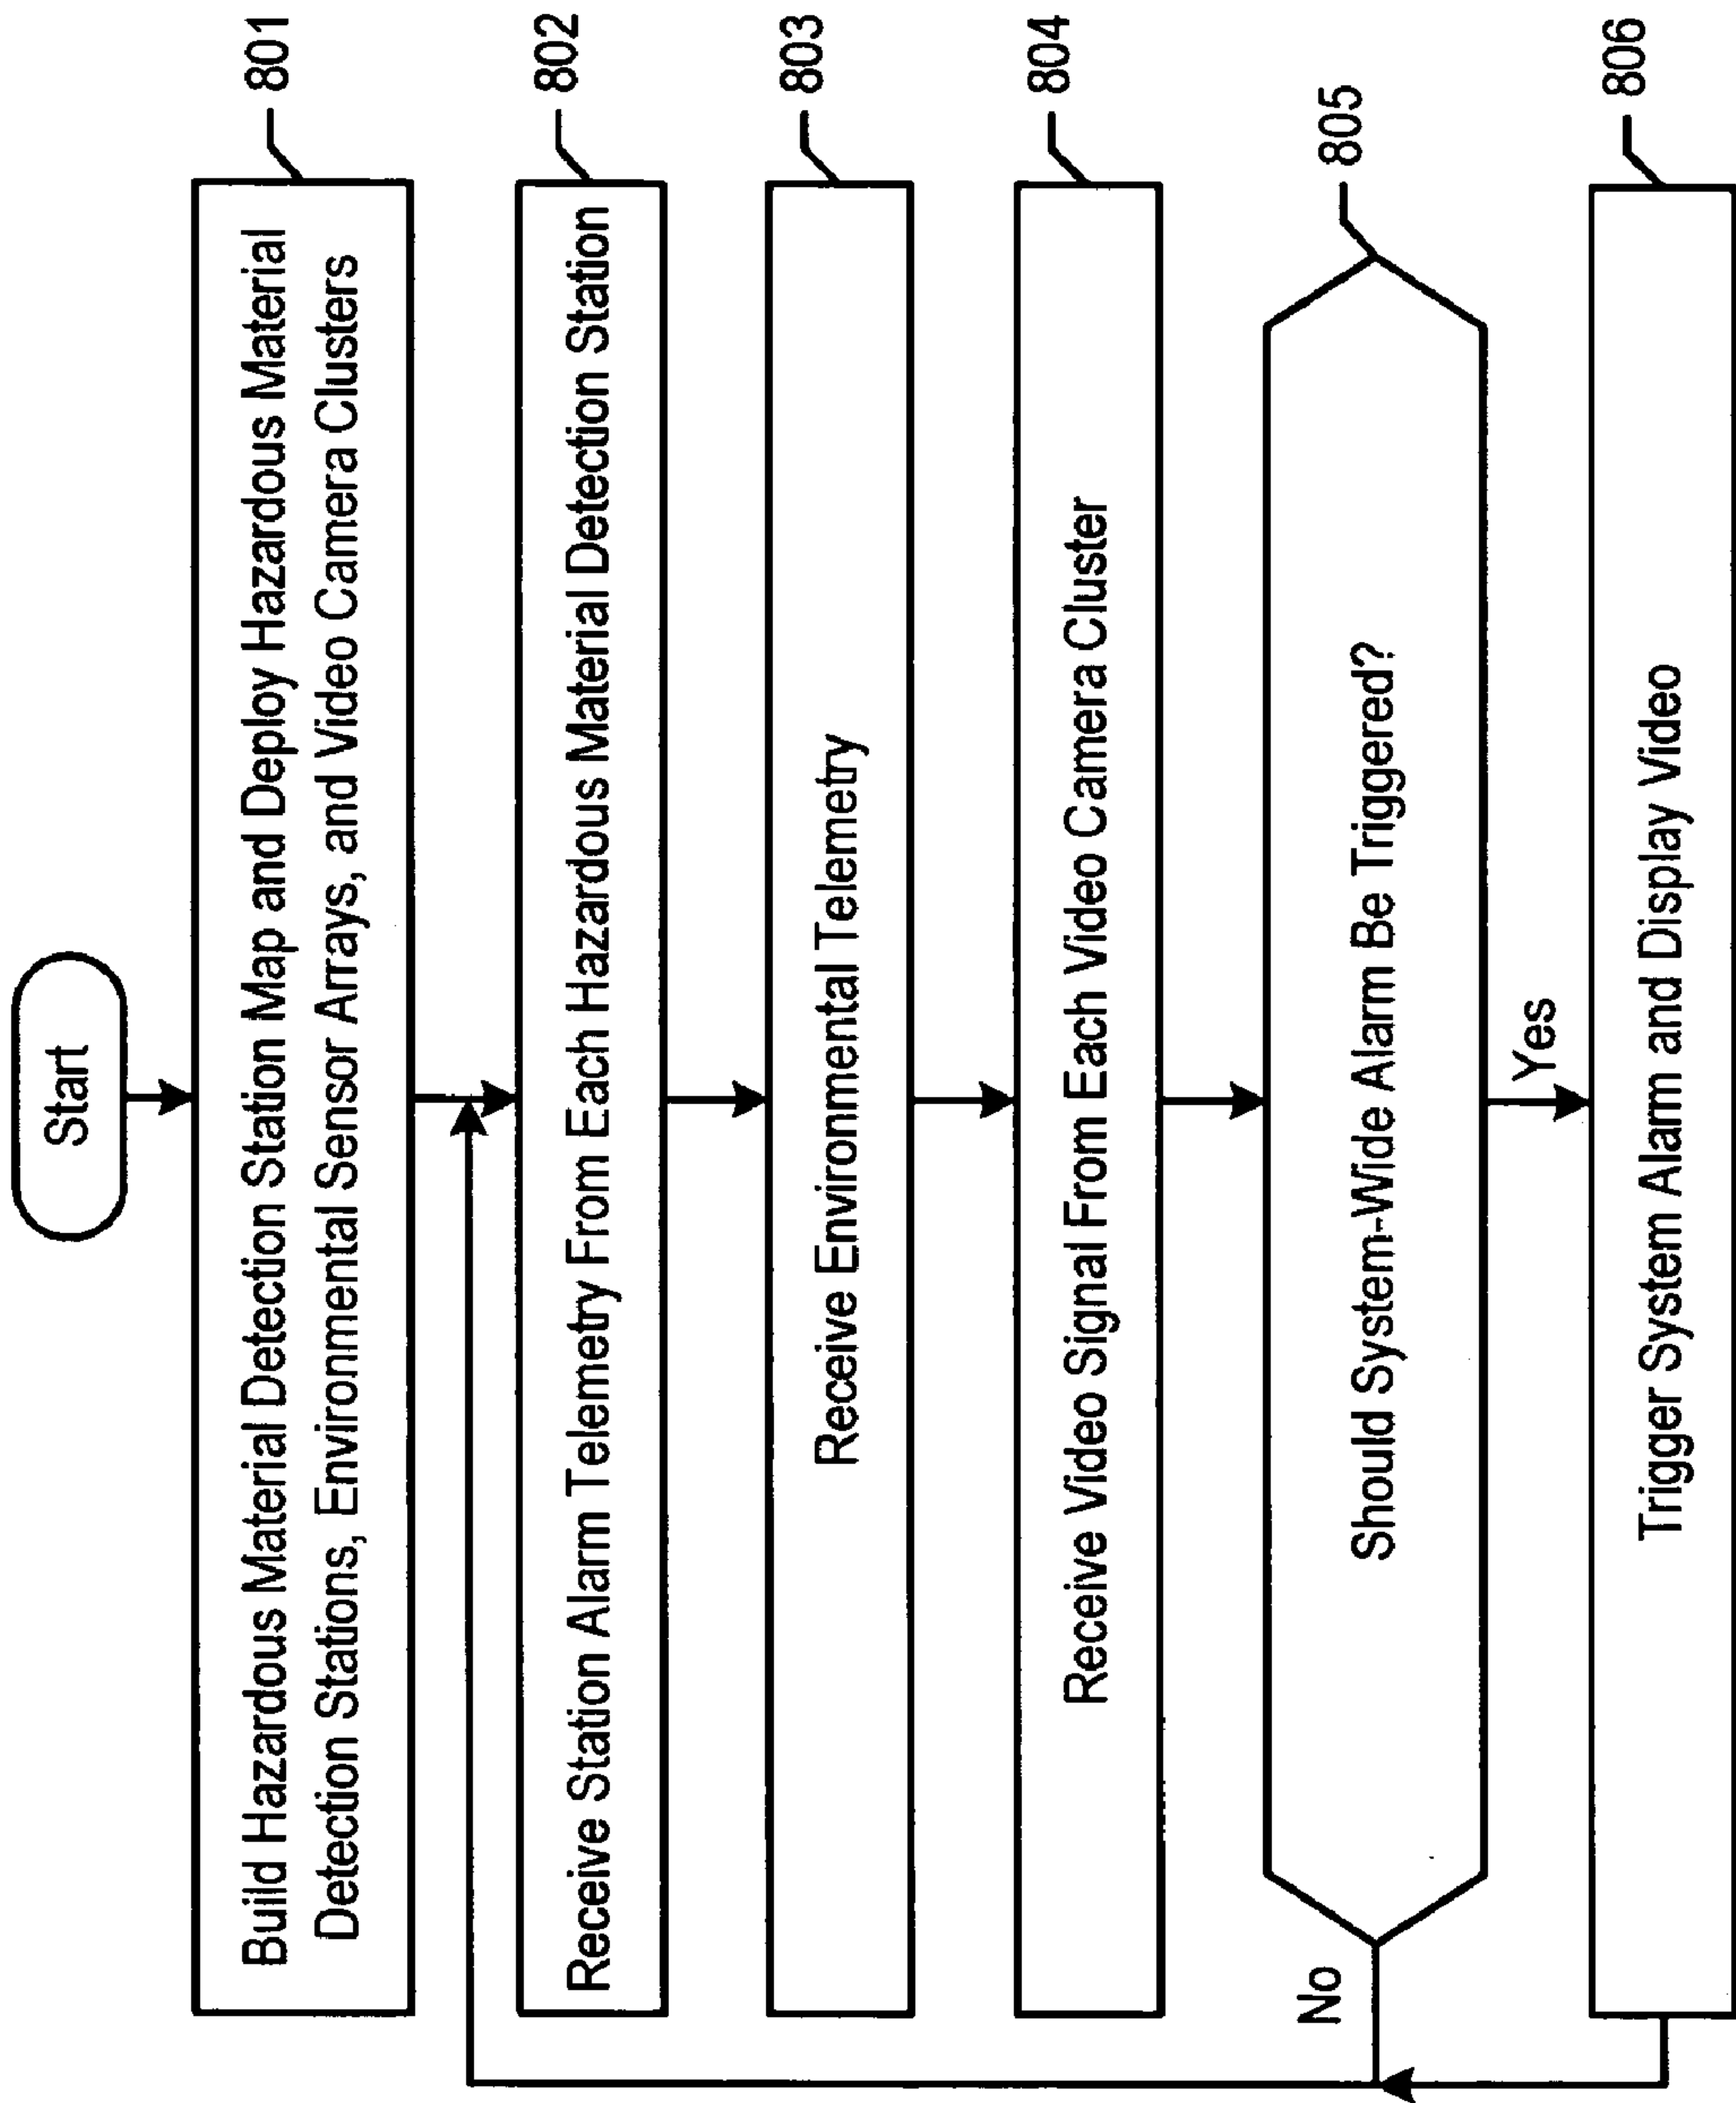 Start
Build Hazardous Material Detection Station Map and Deploy Hazardous Material
Detection Stations, Environmental Sensor Arrays, and Video Camera Clusters
801
Receive Station Alarm Telemetry From Each Hazardous Material Detection Station
802
Receive Environmental Telemetry
803
Receive Video Signal From Each Video Camera Cluster
804
Should System-Wide Alarm Be Triggered?
805
No
Yes
Trigger System Alarm and Display Video
806